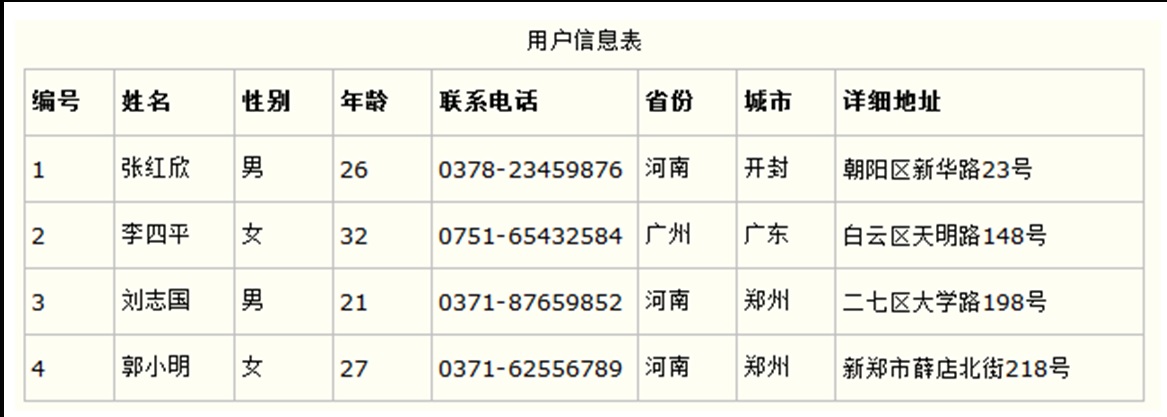 用户信息表
编号 姓名 性别 年龄 联系电话 省份 城市 详细地址
1 张红欣 男 26 0378-23459876 河南 开封 朝阳区新华路23号
2 李四平 女 32 0751-65432584 广州 广东 白云区天明路148号
3 刘志国 男 21 0371-87659852 河南 郑州 二七区大学路198号
4 郭小明 女 27 0371-62556789 河南 郑州 新郑市薛店北街218号